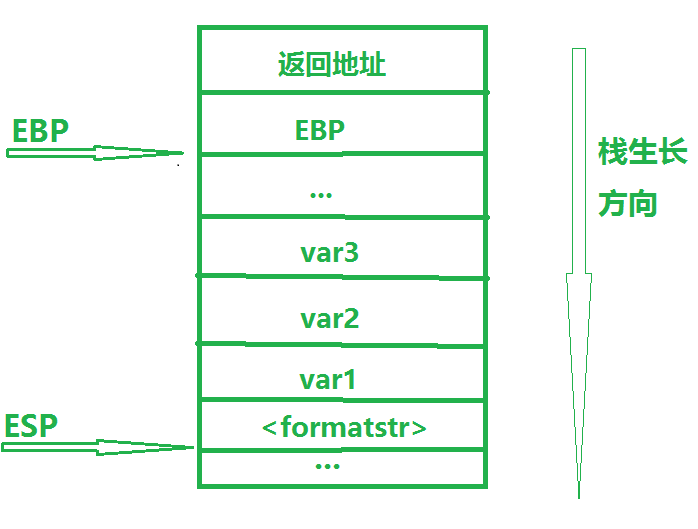 返回地址
EBP
EBP
...
栈生长
方向
var3
var2
var1
ESP
<formatstr>
...